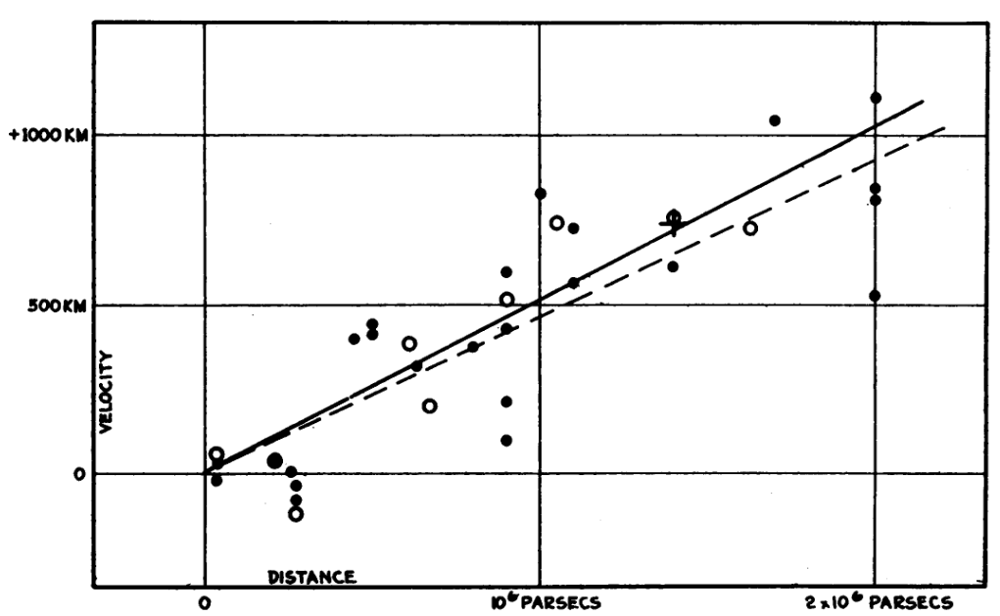 +1000 KM
500 KM
VELOCITY
0
DISTANCE
0
10⁶ PARSECS
2 x 10⁶ PARSECS